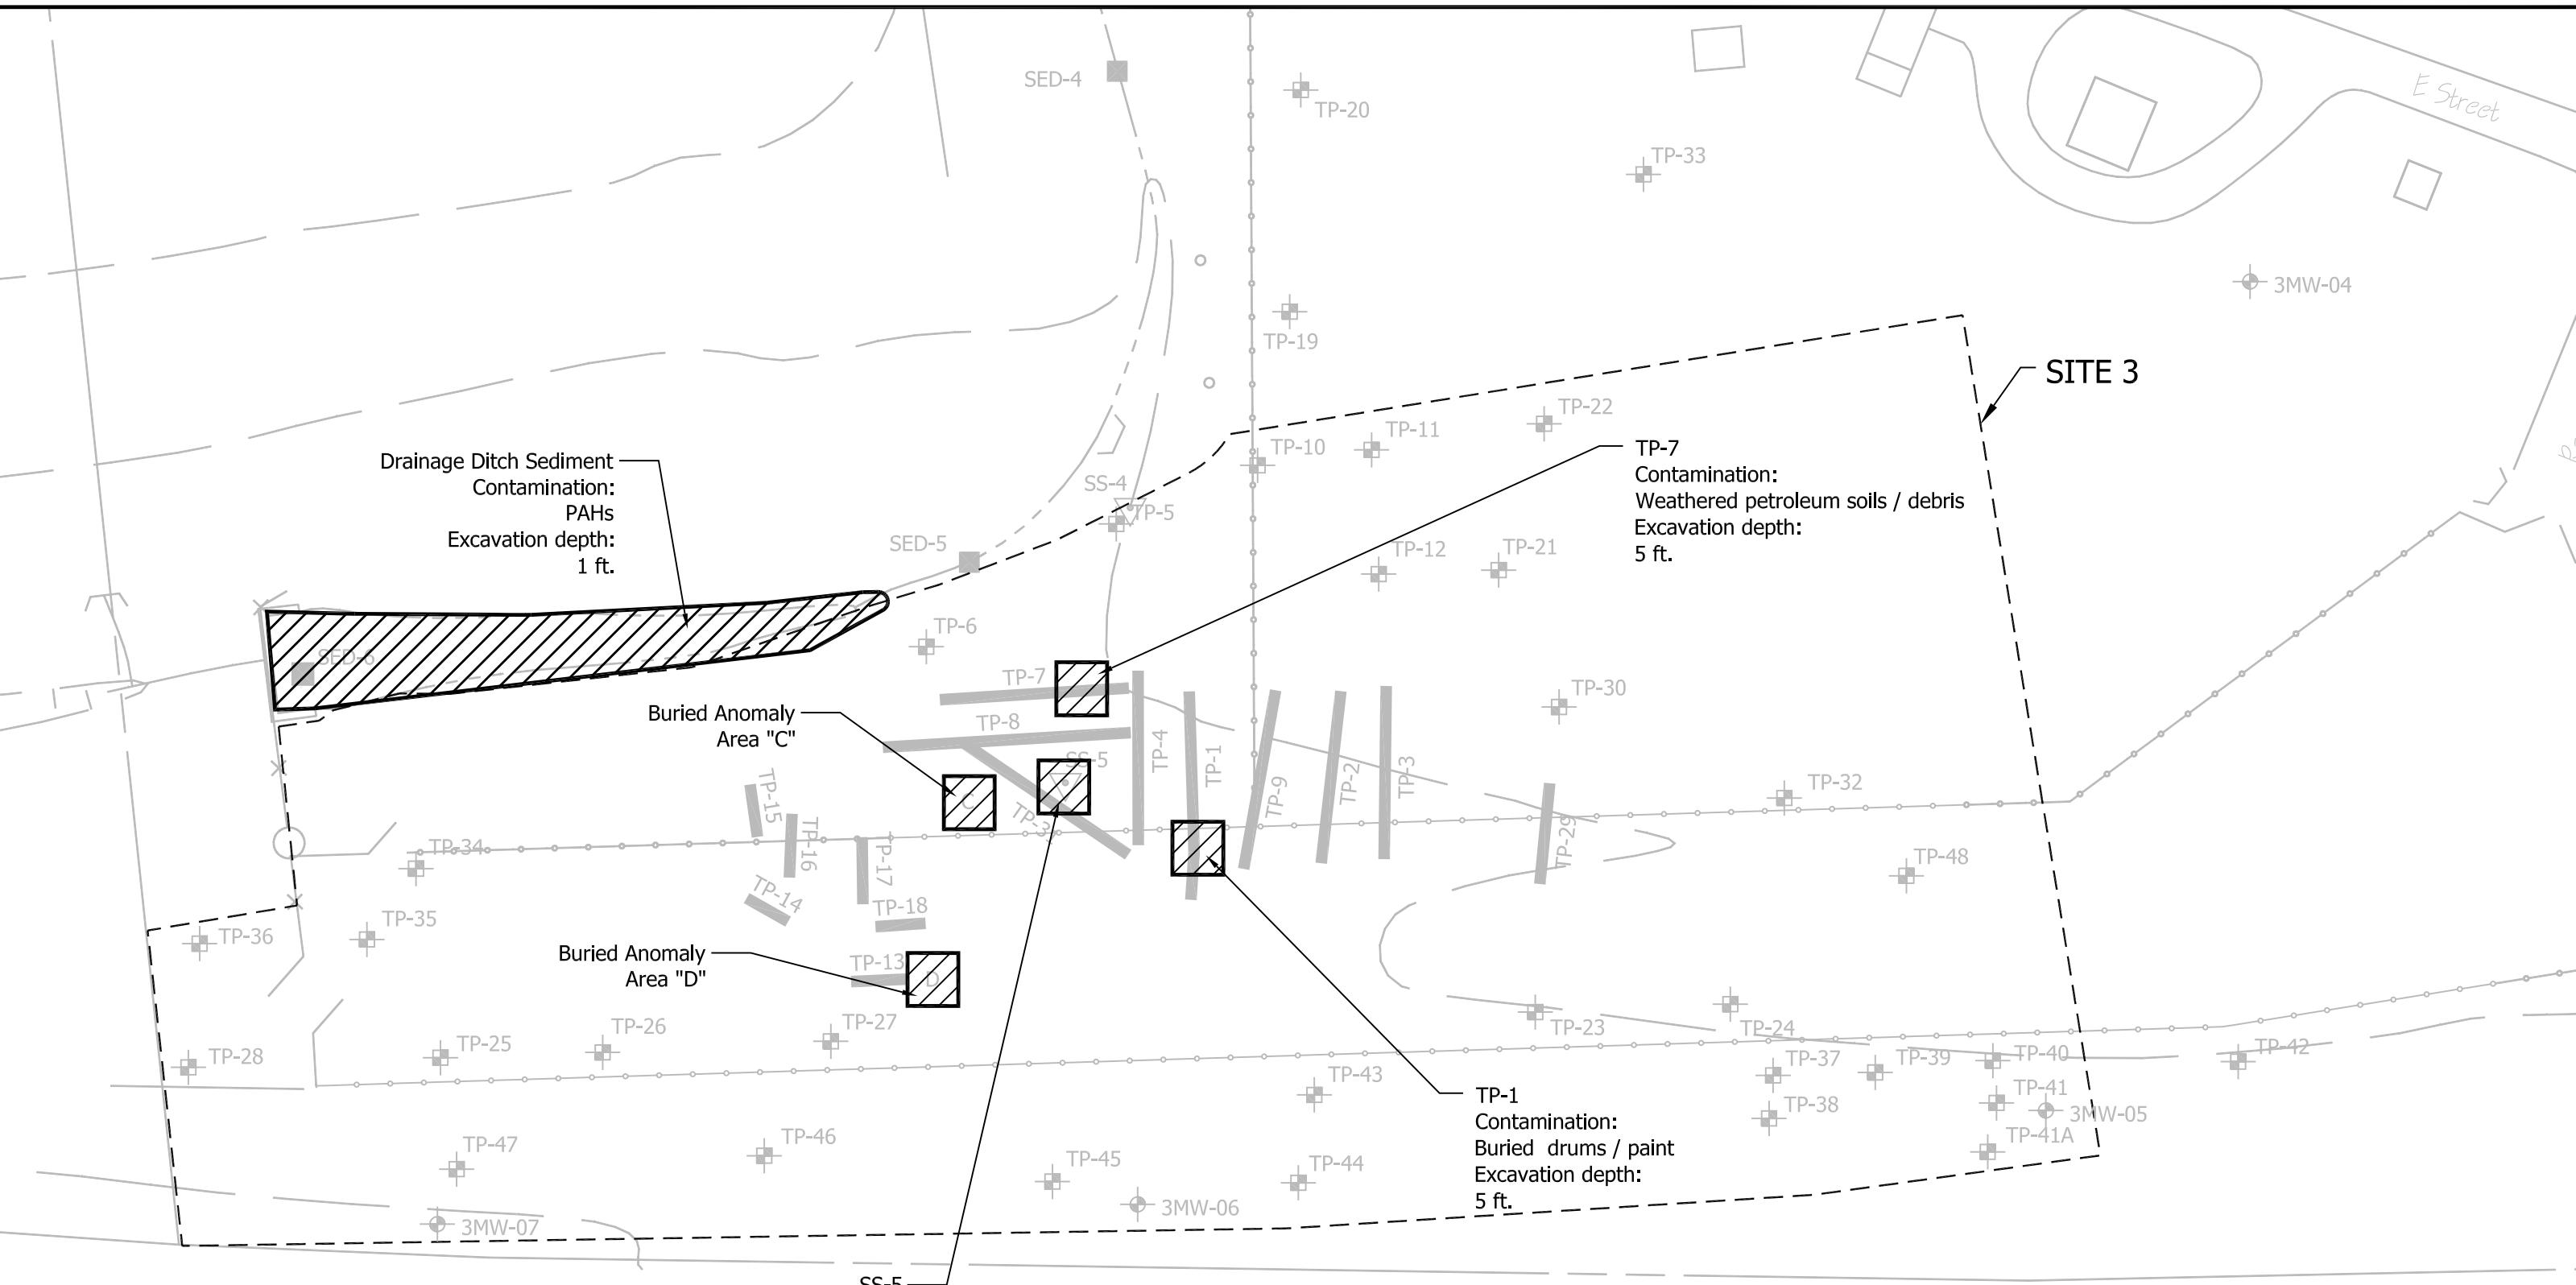 SED-4
TP-20
E Street
TP-33
3MW-04
TP-19
SITE 3
TP-22
TP-11
TP-10
TP-7
Contamination:
Weathered petroleum soils / debris
Excavation depth:
5 ft.
Drainage Ditch Sediment
Contamination:
PAHs
Excavation depth:
1 ft.
SS-4
TP-5
SED-5
TP-12
TP-21
TP-6
SED-6
TP-7
TP-30
Buried Anomaly
Area "C"
TP-8
TP-4
TP-1
SS-5
TP-9
TP-2
TP-3
TP-32
TP-15
C
TP-16
TP-29
TP-34
TP-17
TP-48
TP-14
TP-18
TP-35
TP-36
Buried Anomaly
Area "D"
TP-13
D
TP-23
TP-24
TP-27
TP-26
TP-25
TP-28
TP-37
TP-39
TP-40
TP-42
TP-43
TP-41
TP-38
3MW-05
TP-41A
TP-1
Contamination:
Buried drums / paint
Excavation depth:
5 ft.
TP-47
TP-46
TP-45
TP-44
3MW-06
3MW-07
SS-5